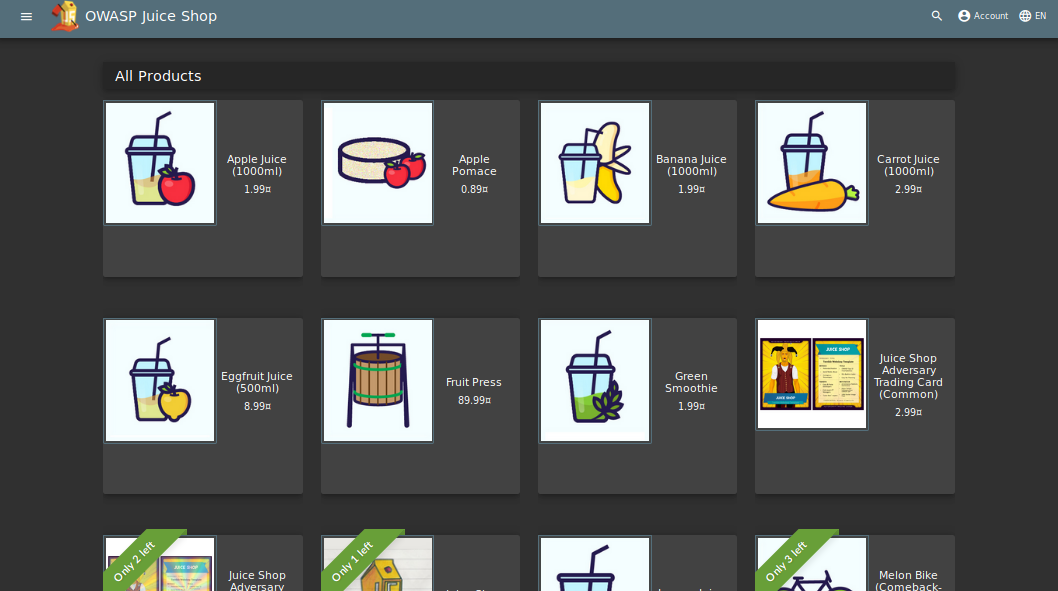 OWASP Juice Shop
Account
EN
All Products
Apple Juice
(1000ml)
1.99¤
Apple
Pomace
0.89¤
Banana Juice
(1000ml)
1.99¤
Carrot Juice
(1000ml)
2.99¤
Eggfruit Juice
(500ml)
8.99¤
Fruit Press
89.99¤
Green
Smoothie
1.99¤
JUICE SHOP
JUICE SHOP
Juice Shop
Adversary
Trading Card
(Common)
2.99¤
Only 2 left
Juice Shop
Adversary
Only 1 left
Only 3 left
Melon Bike
(Comeback-